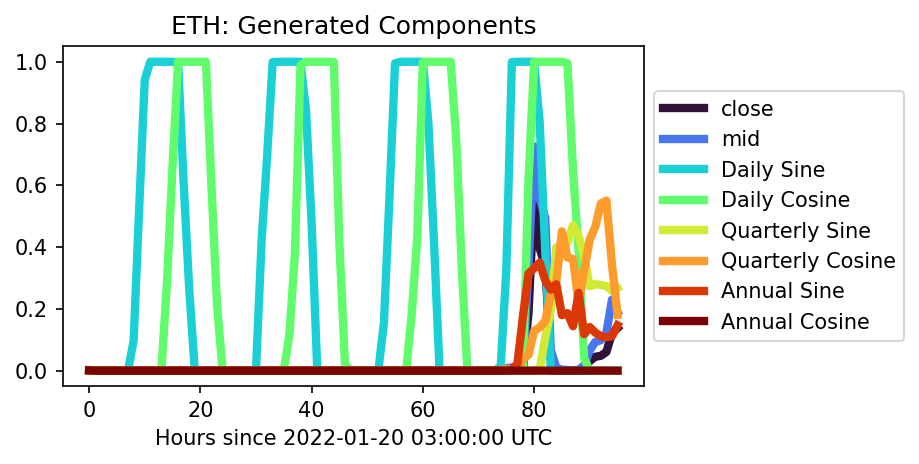 ETH: Generated Components
1.0
0.8
0.6
0.4
0.2
0.0
0 20 40 60 80
Hours since 2022-01-20 03:00:00 UTC
close
mid
Daily Sine
Daily Cosine
Quarterly Sine
Quarterly Cosine
Annual Sine
Annual Cosine